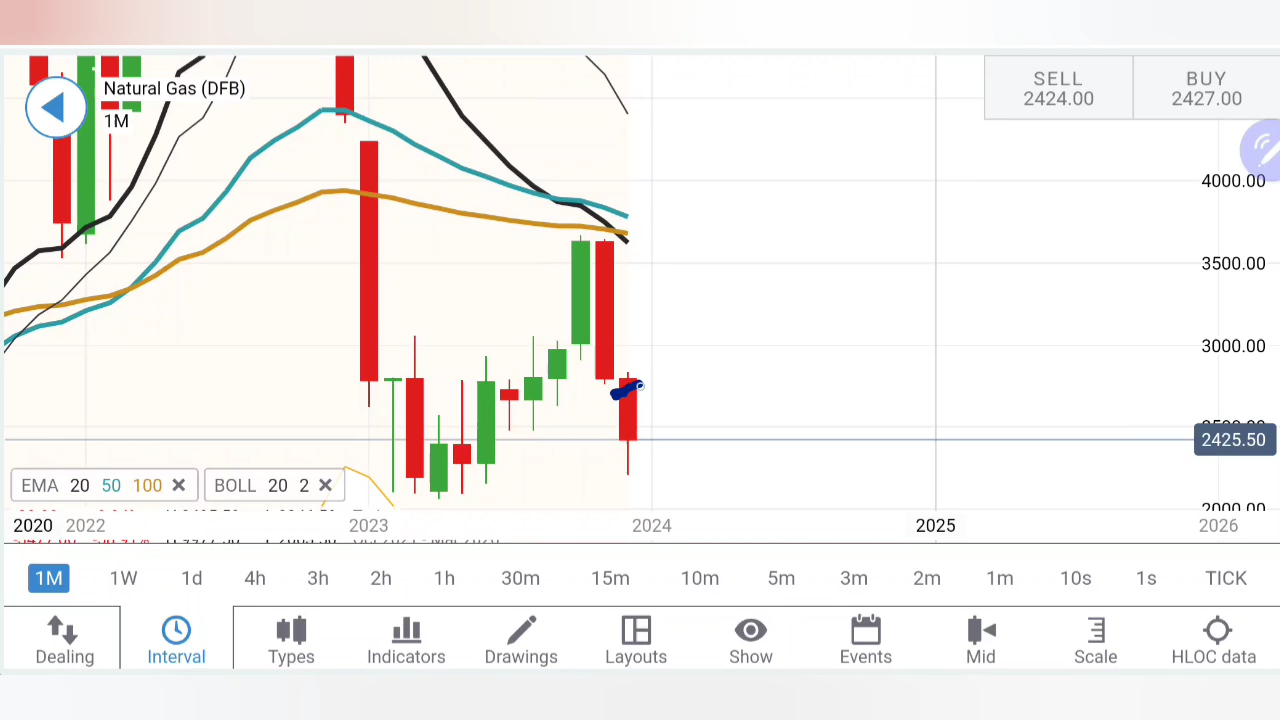 Natural Gas (DFB)
1M
SELL
2424.00
BUY
2427.00
4000.00
3500.00
3000.00
2500.00
2425.50
2000.00
EMA 20 50 100
BOLL 20 2
2020 2022 2023 2024 2025 2026
1M 1W 1d 4h 3h 2h 1h 30m 15m 10m 5m 3m 2m 1m 10s 1s TICK
Dealing Interval Types Indicators Drawings Layouts Show Events Mid Scale HLOC data